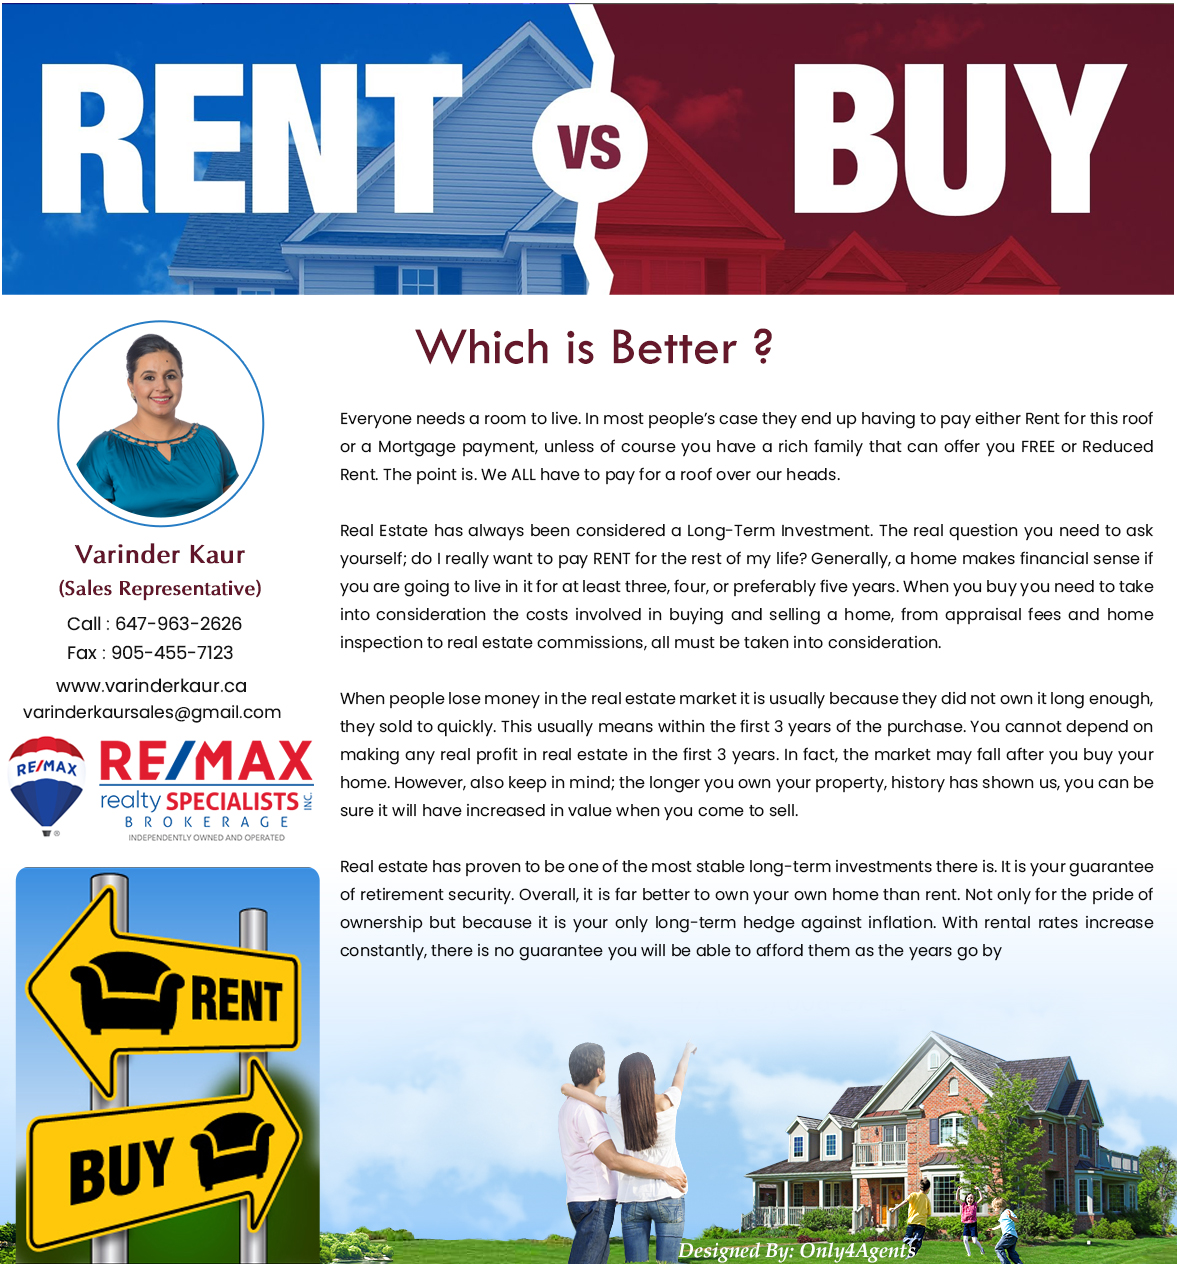 RENT VS BUY
Which is Better ?
Varinder Kaur
(Sales Representative)
Call : 647-963-2626
Fax : 905-455-7123
www.varinderkaur.ca
varinderkaursales@gmail.com
RE/MAX
RE/MAX
realty SPECIALISTS INC.
BROKERAGE
INDEPENDENTLY OWNED AND OPERATED
Everyone needs a room to live. In most people’s case they end up having to pay either Rent for this roof
or a Mortgage payment, unless of course you have a rich family that can offer you FREE or Reduced
Rent. The point is. We ALL have to pay for a roof over our heads.
Real Estate has always been considered a Long-Term Investment. The real question you need to ask
yourself; do I really want to pay RENT for the rest of my life? Generally, a home makes financial sense if
you are going to live in it for at least three, four, or preferably five years. When you buy you need to take
into consideration the costs involved in buying and selling a home, from appraisal fees and home
inspection to real estate commissions, all must be taken into consideration.
When people lose money in the real estate market it is usually because they did not own it long enough,
they sold to quickly. This usually means within the first 3 years of the purchase. You cannot depend on
making any real profit in real estate in the first 3 years. In fact, the market may fall after you buy your
home. However, also keep in mind; the longer you own your property, history has shown us, you can be
sure it will have increased in value when you come to sell.
Real estate has proven to be one of the most stable long-term investments there is. It is your guarantee
of retirement security. Overall, it is far better to own your own home than rent. Not only for the pride of
ownership but because it is your only long-term hedge against inflation. With rental rates increase
constantly, there is no guarantee you will be able to afford them as the years go by
RENT
BUY
Designed By: Only4Agents